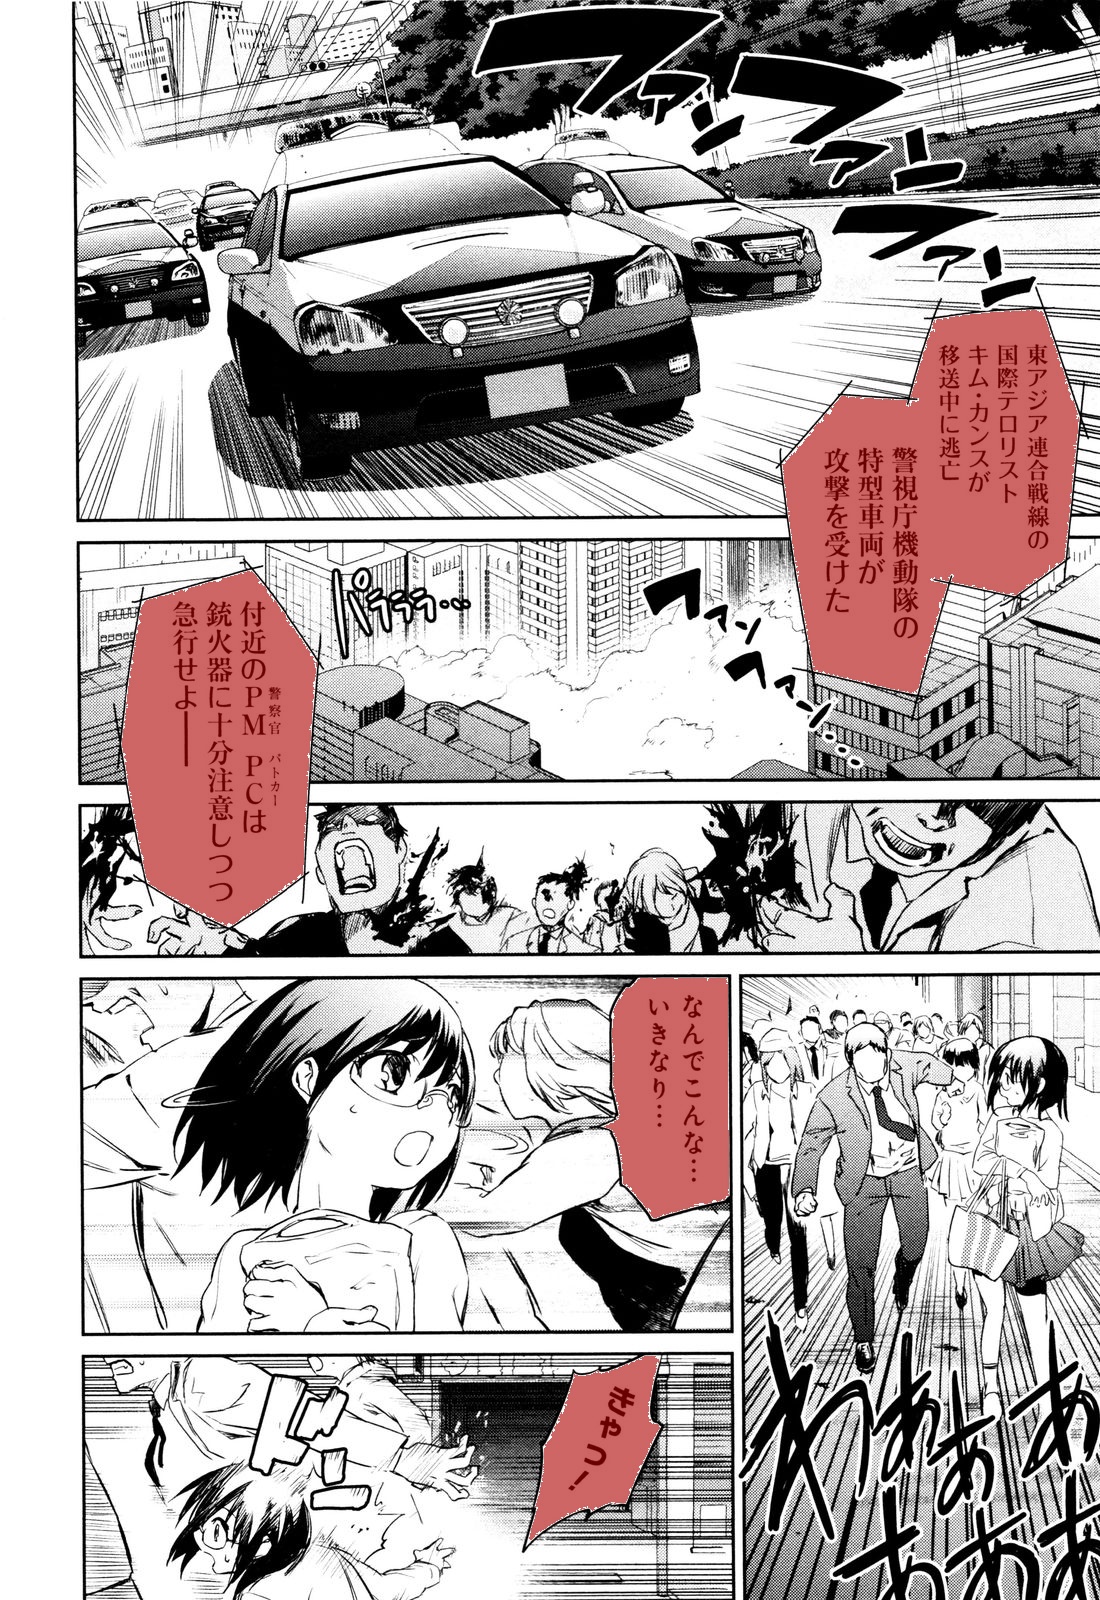 ファン
ファン
ファン
東アジア連合戦線の
国際テロリスト
キム・カンスが
移送中に逃亡
警視庁機動隊の
特型車両が
攻撃を受けた
パラララ…
付近のPM PCは
警察官 パトカー
銃火器に十分注意しつつ
急行せよ──
わあぁ
ぁあ
ああああ
なんでこんな…
いきなり…
きゃっ！
ドン